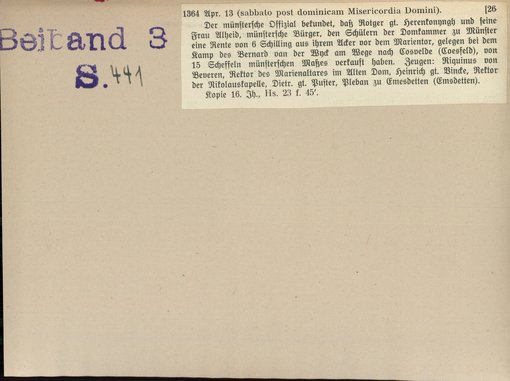 Beiband 3
S. 441
1364 Apr. 13 (sabbato post dominicam Misericordia Domini). [26
Der münstersche Offizial bekundet, daß Rotger gt. Herenkonyngh und seine
Frau Alheid, münstersche Bürger, den Schülern der Domkammer zu Münster
eine Rente von 6 Schilling aus ihrem Acker vor dem Marientor, gelegen bei dem
Kamp des Bernard van der Wyck am Wege nach Cosvelde (Coesfeld), von
15 Scheffeln münsterschen Maßes verkauft haben. Zeugen: Riquinus von
Beveren, Rektor des Marienaltares im Alten Dom, Heinrich gt. Vincke, Rektor
der Nikolauskapelle, Dietr. gt. Puster, Pleban zu Emesdetten (Emsdetten).
Kopie 16. Jh., Hs. 23 f. 45'.